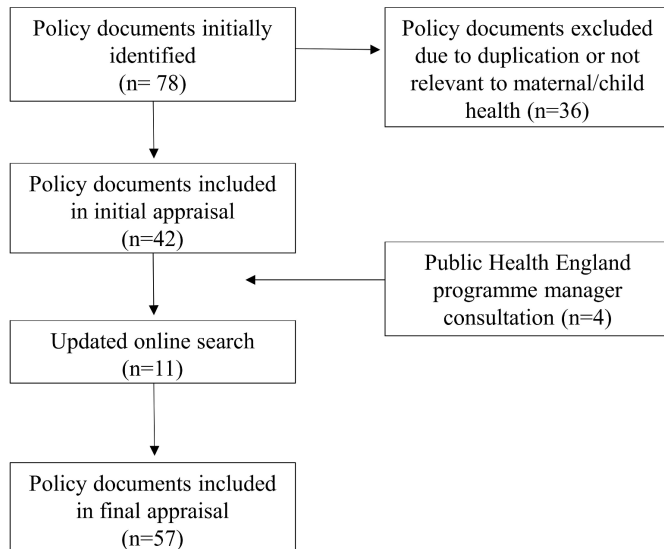 Policy documents initially
identified
(n= 78)
Policy documents excluded
due to duplication or not
relevant to maternal/child
health (n=36)
Policy documents included
in initial appraisal
(n=42)
Public Health England
programme manager
consultation (n=4)
Updated online search
(n=11)
Policy documents included
in final appraisal
(n=57)